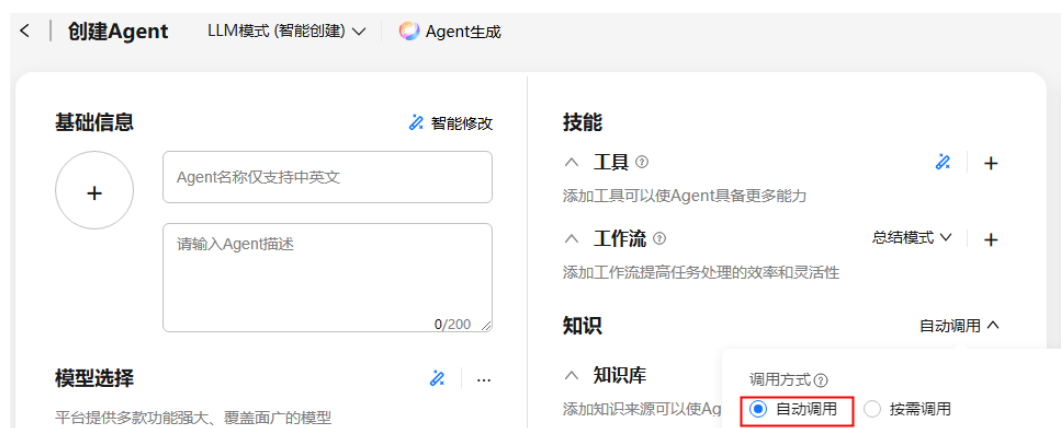 创建Agent LLM模式 (智能创建) Agent生成
基础信息 智能修改
Agent名称仅支持中英文
请输入Agent描述
0/200
模型选择
平台提供多款功能强大、覆盖面广的模型
技能
工具
添加工具可以使Agent具备更多能力
工作流 总结模式
添加工作流提高任务处理的效率和灵活性
知识 自动调用
知识库
添加知识来源可以使Ag
调用方式
自动调用 按需调用